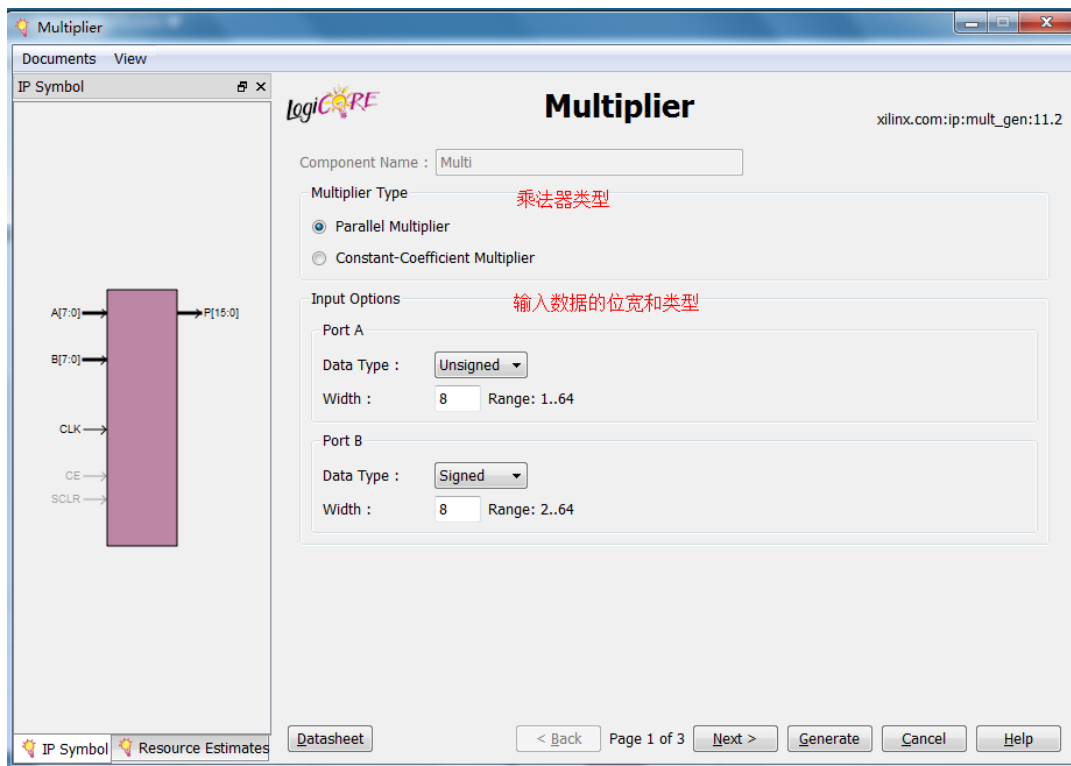 Multiplier
Documents View
IP Symbol
LogiCORE
Multiplier
xilinx.com:ip:mult_gen:11.2
Component Name : Multi
Multiplier Type
乘法器类型
Parallel Multiplier
Constant-Coefficient Multiplier
Input Options
输入数据的位宽和类型
Port A
Data Type : Unsigned
Width : 8 Range: 1..64
Port B
Data Type : Signed
Width : 8 Range: 2..64
A[7:0]
P[15:0]
B[7:0]
CLK
CE
SCLR
IP Symbol
Resource Estimates
Datasheet
< Back Page 1 of 3 Next > Generate Cancel Help